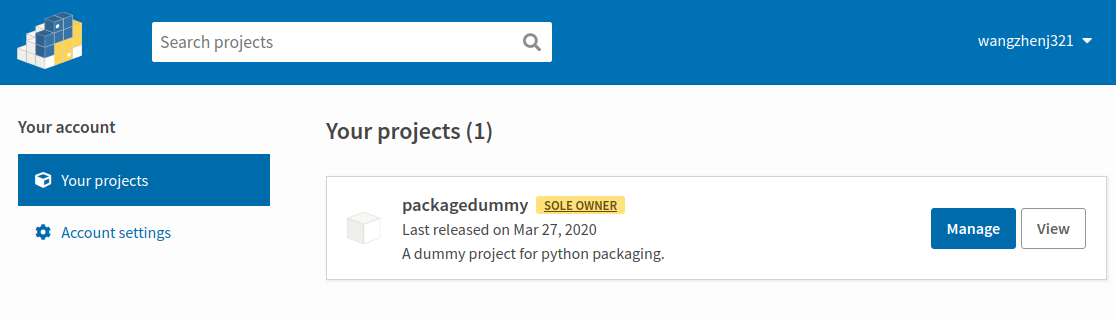 Search projects
wangzhenj321
Your account
Your projects
Account settings
Your projects (1)
packagedummy SOLE OWNER
Last released on Mar 27, 2020
A dummy project for python packaging.
Manage
View